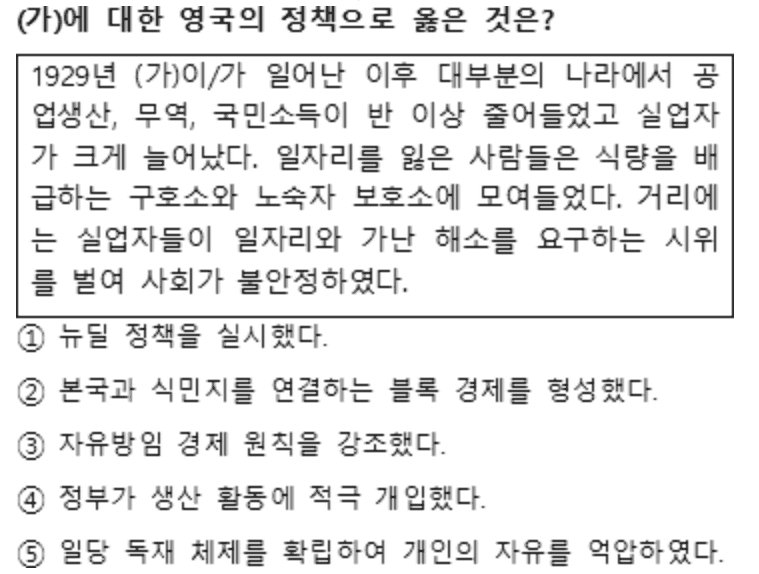 (가)에 대한 영국의 정책으로 옳은 것은?
1929년 (가)이/가 일어난 이후 대부분의 나라에서 공
업생산, 무역, 국민소득이 반 이상 줄어들었고 실업자
가 크게 늘어났다. 일자리를 잃은 사람들은 식량을 배
급하는 구호소와 노숙자 보호소에 모여들었다. 거리에
는 실업자들이 일자리와 가난 해소를 요구하는 시위
를 벌여 사회가 불안정하였다.
① 뉴딜 정책을 실시했다.
② 본국과 식민지를 연결하는 블록 경제를 형성했다.
③ 자유방임 경제 원칙을 강조했다.
④ 정부가 생산 활동에 적극 개입했다.
⑤ 일당 독재 체제를 확립하여 개인의 자유를 억압하였다.